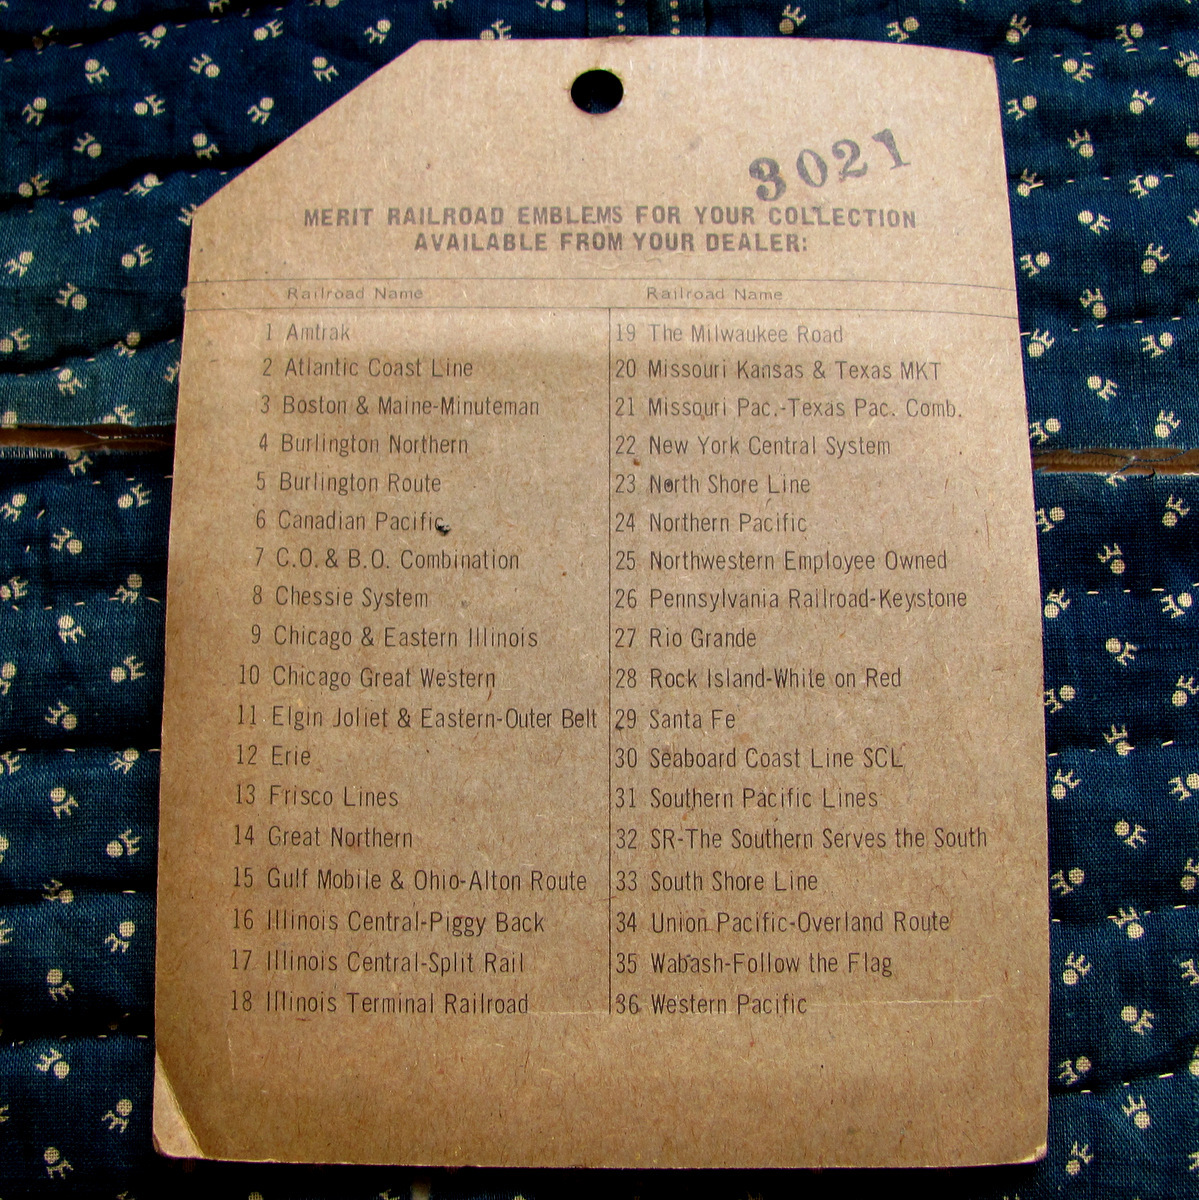 3021
MERIT RAILROAD EMBLEMS FOR YOUR COLLECTION
AVAILABLE FROM YOUR DEALER:
Railroad Name
1 Amtrak
2 Atlantic Coast Line
3 Boston & Maine-Minuteman
4 Burlington Northern
5 Burlington Route
6 Canadian Pacific
7 C.O. & B.O. Combination
8 Chessie System
9 Chicago & Eastern Illinois
10 Chicago Great Western
11 Elgin Joliet & Eastern-Outer Belt
12 Erie
13 Frisco Lines
14 Great Northern
15 Gulf Mobile & Ohio-Alton Route
16 Illinois Central-Piggy Back
17 Illinois Central-Split Rail
18 Illinois Terminal Railroad
Railroad Name
19 The Milwaukee Road
20 Missouri Kansas & Texas MKT
21 Missouri Pac.-Texas Pac. Comb.
22 New York Central System
23 North Shore Line
24 Northern Pacific
25 Northwestern Employee Owned
26 Pennsylvania Railroad-Keystone
27 Rio Grande
28 Rock Island-White on Red
29 Santa Fe
30 Seaboard Coast Line SCL
31 Southern Pacific Lines
32 SR-The Southern Serves the South
33 South Shore Line
34 Union Pacific-Overland Route
35 Wabash-Follow the Flag
36 Western Pacific